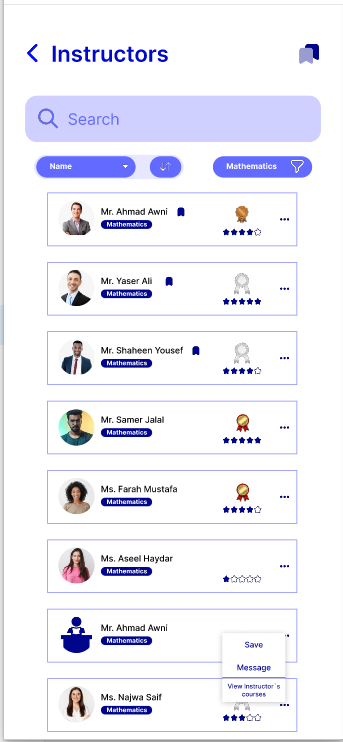 Instructors
Search
Name
Mathematics
Mr. Ahmad Awni
Mathematics
Mr. Yaser Ali
Mathematics
Mr. Shaheen Yousef
Mathematics
Mr. Samer Jalal
Mathematics
Ms. Farah Mustafa
Mathematics
Ms. Aseel Haydar
Mathematics
Mr. Ahmad Awni
Mathematics
Save
Message
View Instructor`s
courses
Ms. Najwa Saif
Mathematics